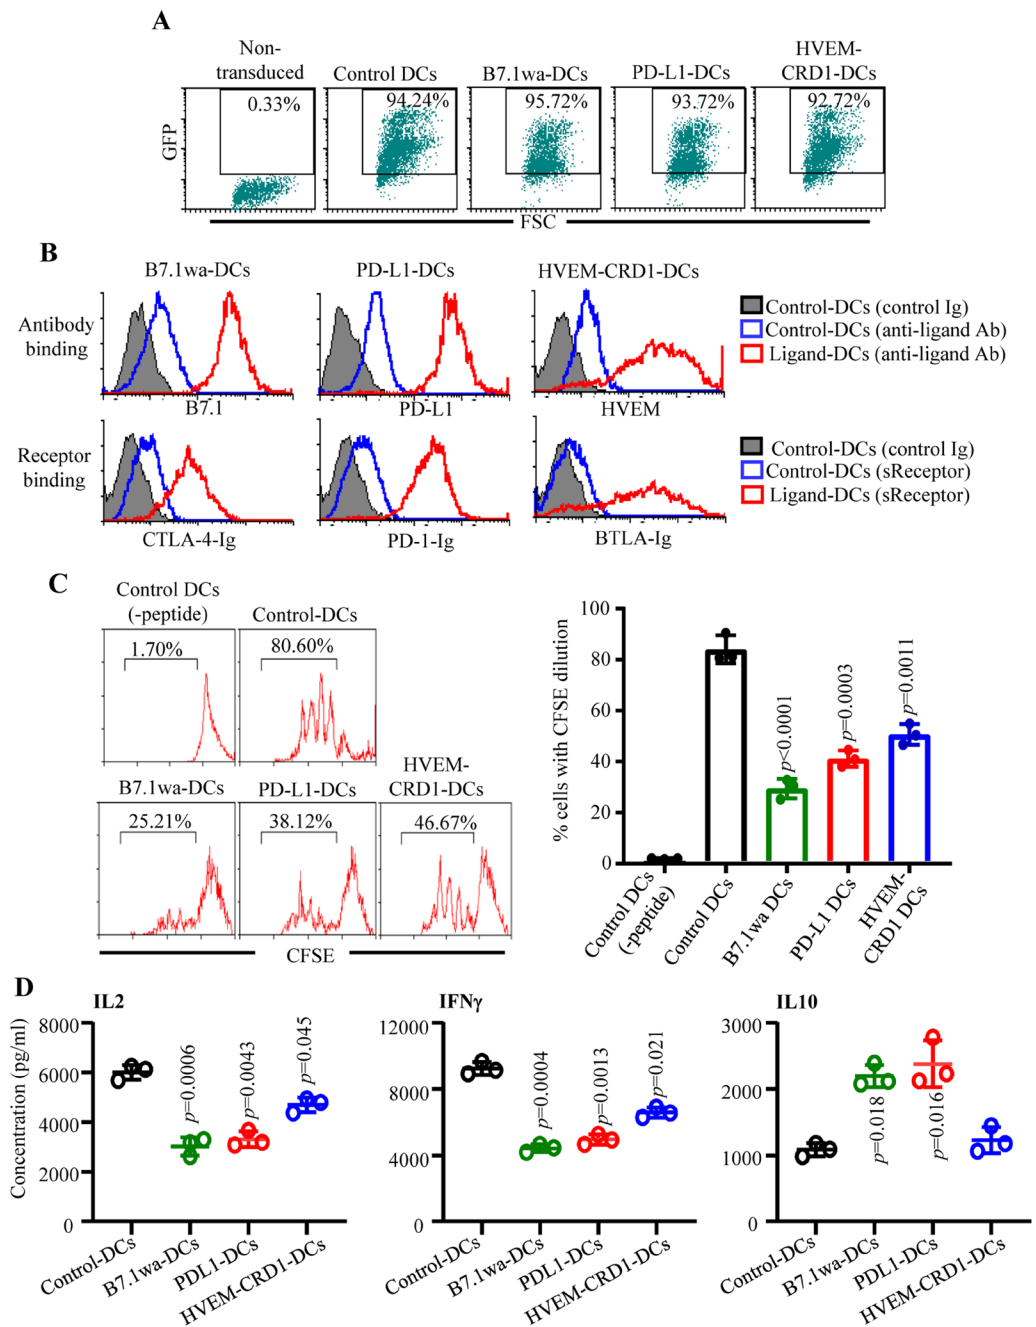 A
Non-
transduced
Control DCs
B7.1wa-DCs
PD-L1-DCs
HVEM-
CRD1-DCs
0.33%
94.24%
95.72%
93.72%
92.72%
GFP
FSC
B
B7.1wa-DCs
PD-L1-DCs
HVEM-CRD1-DCs
Antibody
binding
Control-DCs (control Ig)
Control-DCs (anti-ligand Ab)
Ligand-DCs (anti-ligand Ab)
B7.1
PD-L1
HVEM
Receptor
binding
Control-DCs (control Ig)
Control-DCs (sReceptor)
Ligand-DCs (sReceptor)
CTLA-4-Ig
PD-1-Ig
BTLA-Ig
C
Control DCs
(-peptide)
Control-DCs
1.70%
80.60%
B7.1wa-DCs
PD-L1-DCs
HVEM-
CRD1-DCs
25.21%
38.12%
46.67%
CFSE
% cells with CFSE dilution
100
80
60
40
20
0
p<0.0001
p=0.0003
p=0.0011
Control DCs
(-peptide)
Control DCs
B7.1wa DCs
PD-L1 DCs
HVEM-
CRD1 DCs
D
IL2
Concentration (pg/ml)
8000
6000
4000
2000
0
p=0.0006
p=0.0043
p=0.045
Control-DCs
B7.1wa-DCs
PDL1-DCs
HVEM-CRD1-DCs
IFNγ
12000
8000
4000
0
p=0.0004
p=0.0013
p=0.021
Control-DCs
B7.1wa-DCs
PDL1-DCs
HVEM-CRD1-DCs
IL10
3000
2000
1000
0
p=0.018
p=0.016
Control-DCs
B7.1wa-DCs
PDL1-DCs
HVEM-CRD1-DCs